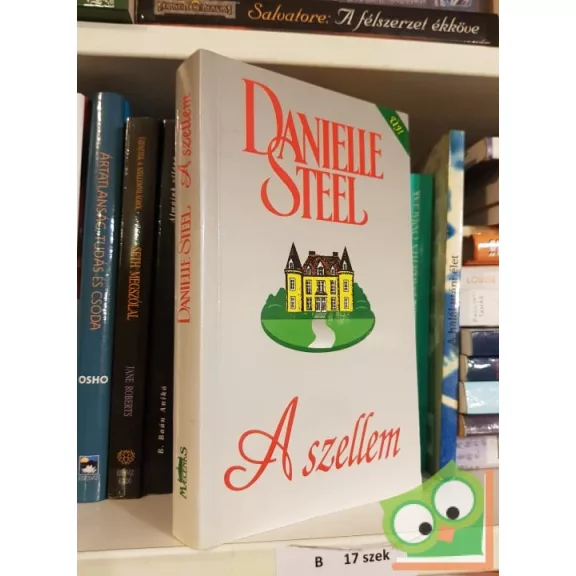 Salvatore: A félszerzet ékköve
DANIELLE
STEEL
A szellem
DANIELLE STEEL A szellem
MAECENAS
ÁRTATLANSÁG, TUDÁS ÉS CSODA
OSHO
SETH MEGSZÓLAL
JANE ROBERTS
B. Baán Anikó
B 17 szek